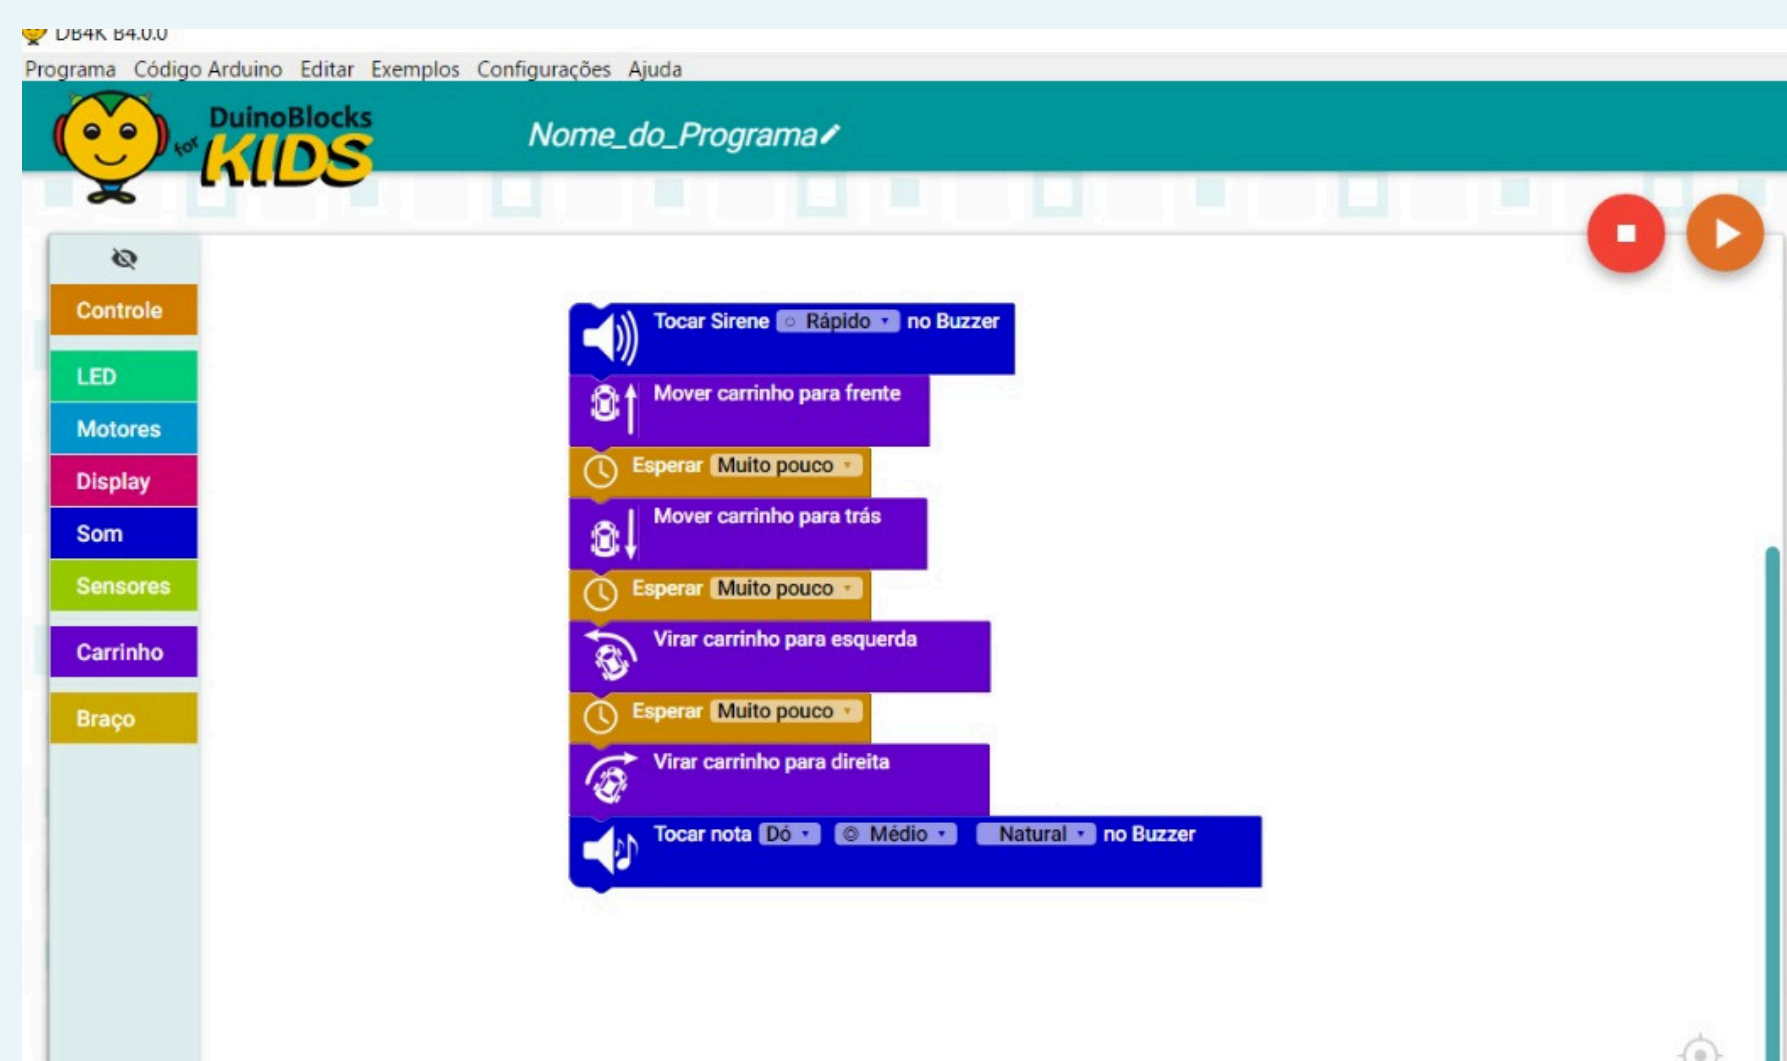 DB4K B4.0.0
Programa Código Arduino Editar Exemplos Configurações Ajuda
DuinoBlocks
for KIDS
Nome_do_Programa
Controle
LED
Motores
Display
Som
Sensores
Carrinho
Braço
Tocar Sirene Rápido no Buzzer
Mover carrinho para frente
Esperar Muito pouco
Mover carrinho para trás
Esperar Muito pouco
Virar carrinho para esquerda
Esperar Muito pouco
Virar carrinho para direita
Tocar nota Dó Médio Natural no Buzzer